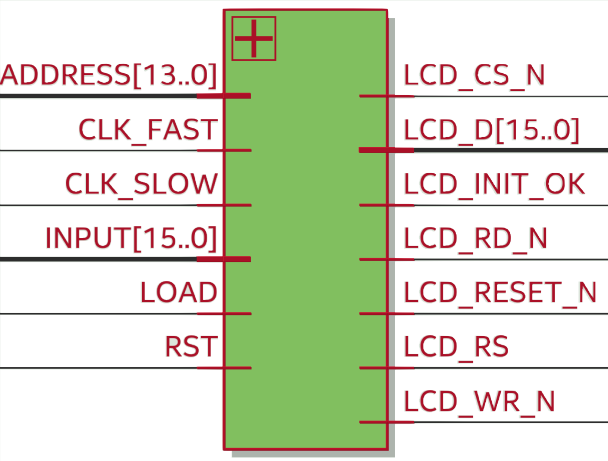 ADDRESS[13..0]
CLK_FAST
CLK_SLOW
INPUT[15..0]
LOAD
RST
LCD_CS_N
LCD_D[15..0]
LCD_INIT_OK
LCD_RD_N
LCD_RESET_N
LCD_RS
LCD_WR_N